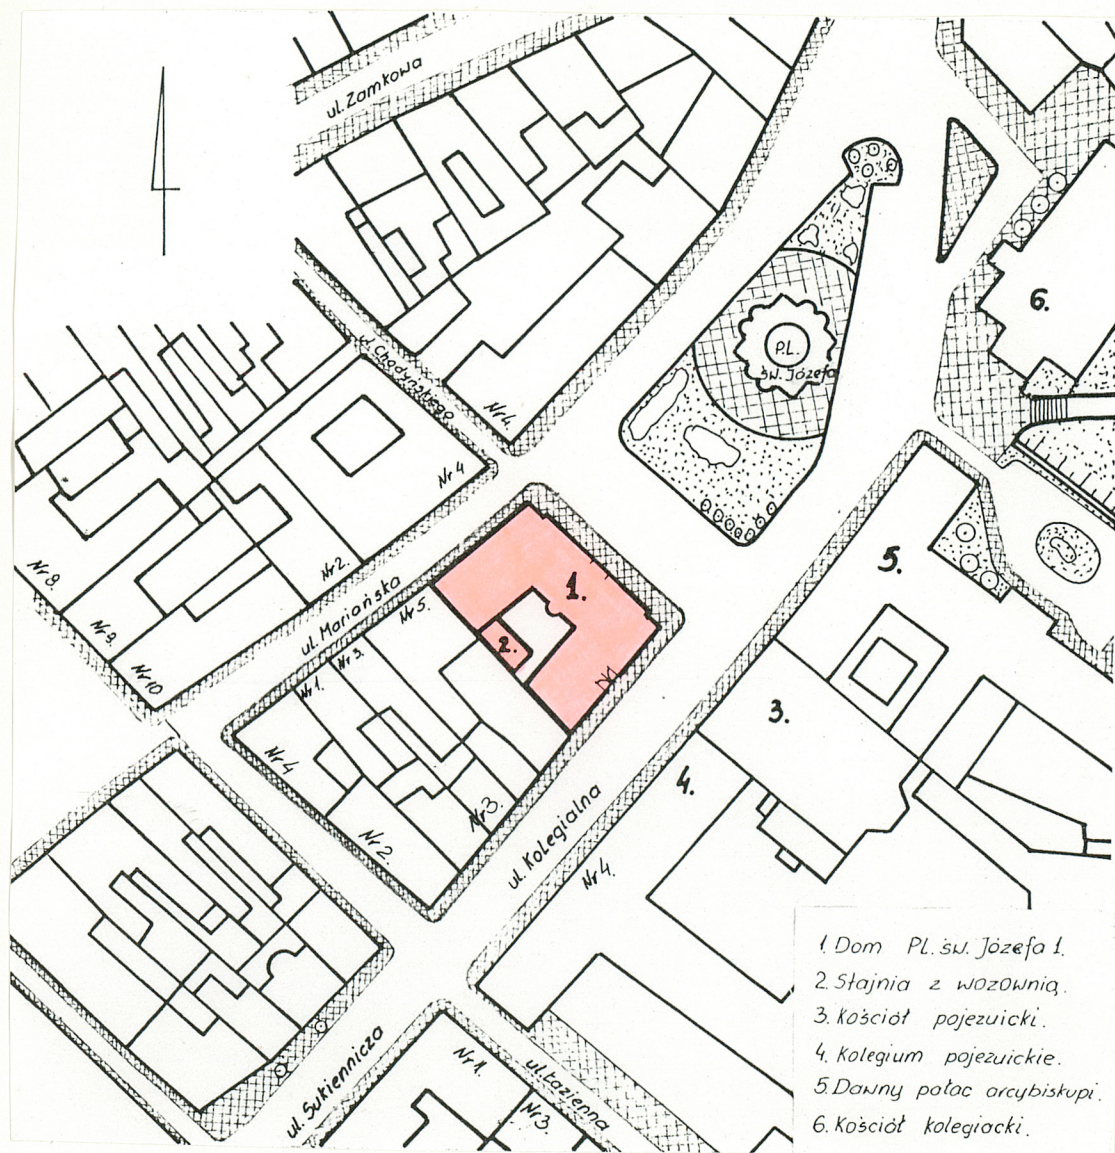 ul. Zamkowa
6.
ul. Chodyńskiego
PL.
ŚW. Józefa
Nr 4.
Nr 4
5.
Nr 8
Nr 2.
1.
ul. Mariańska
Nr 5.
2.
Nr 9.
Nr 3.
Nr 10
Nr 1.
3.
Nr 4
4.
Nr 3.
ul. Kolegialna
Nr 2
Nr 4.
1. Dom PL. św. Józefa 1.
2. Stajnia z wozownią.
3. Kościół pojezuicki.
4. Kolegium pojezuickie.
5. Dawny pałac arcybiskupi.
6. Kościół kolegiacki.
ul. Sukiennicza
Nr 1.
ul. Łazienna
Nr 3.